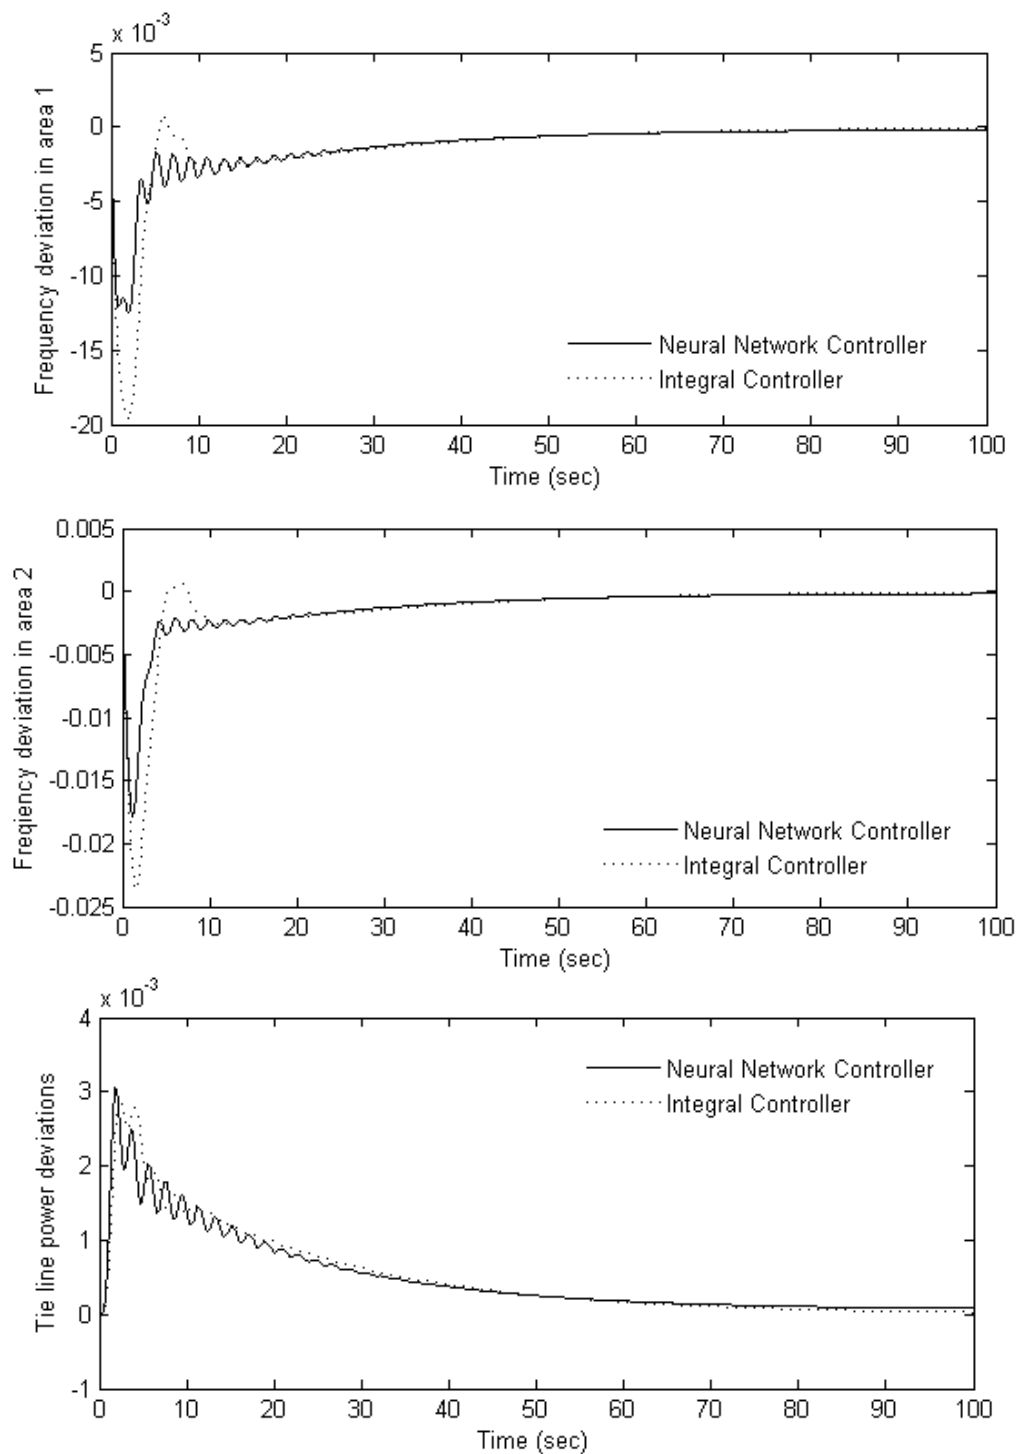 x 10⁻³
5
0
-5
-10
-15
-20
Frequency deviation in area 1
Neural Network Controller
Integral Controller
0 10 20 30 40 50 60 70 80 90 100
Time (sec)
0.005
0
-0.005
-0.01
-0.015
-0.02
-0.025
Freqiency deviation in area 2
Neural Network Controller
Integral Controller
0 10 20 30 40 50 60 70 80 90 100
Time (sec)
x 10⁻³
4
3
2
1
0
-1
Tie line power deviations
Neural Network Controller
Integral Controller
0 10 20 30 40 50 60 70 80 90 100
Time (sec)